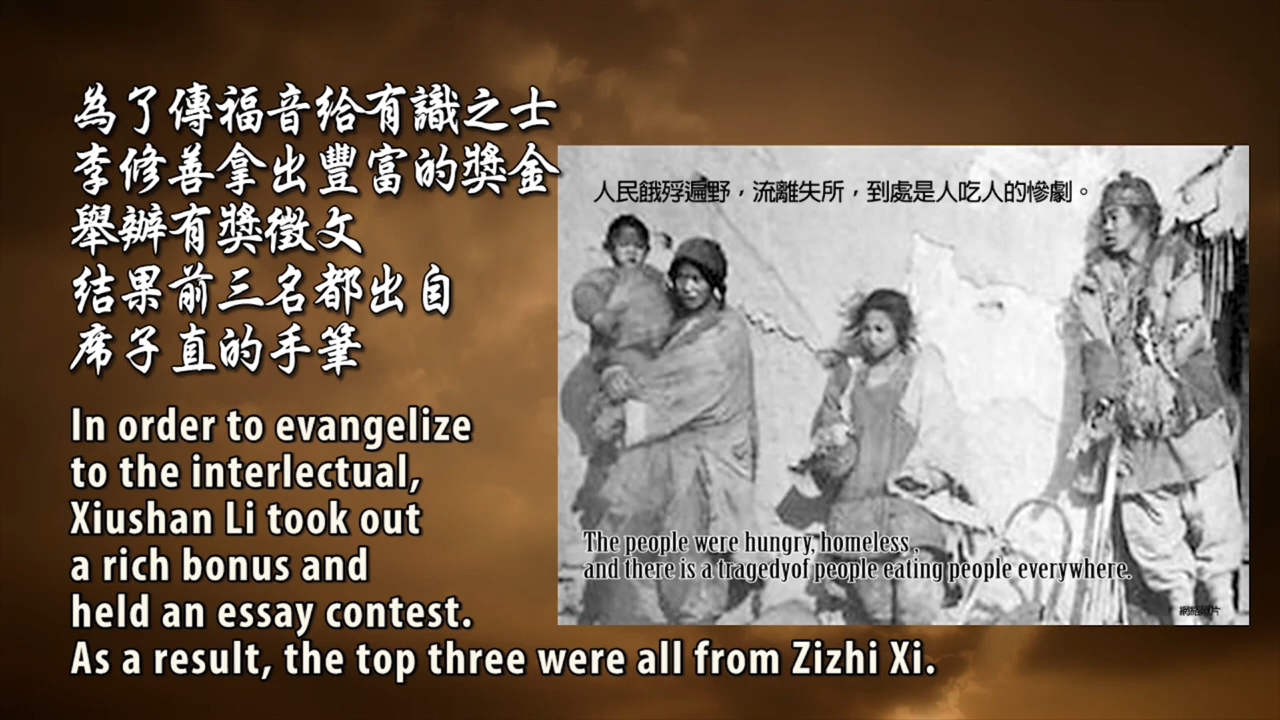 為了傳福音給有識之士
李修善拿出豐富的獎金
舉辦有獎徵文
结果前三名都出自
席子直的手筆
In order to evangelize
to the interlectual,
Xiushan Li took out
a rich bonus and
held an essay contest.
As a result, the top three were all from Zizhi Xi.
人民餓殍遍野，流離失所，到處是人吃人的慘劇。
The people were hungry, homeless ,
and there is a tragedyof people eating people everywhere.
網絡照片